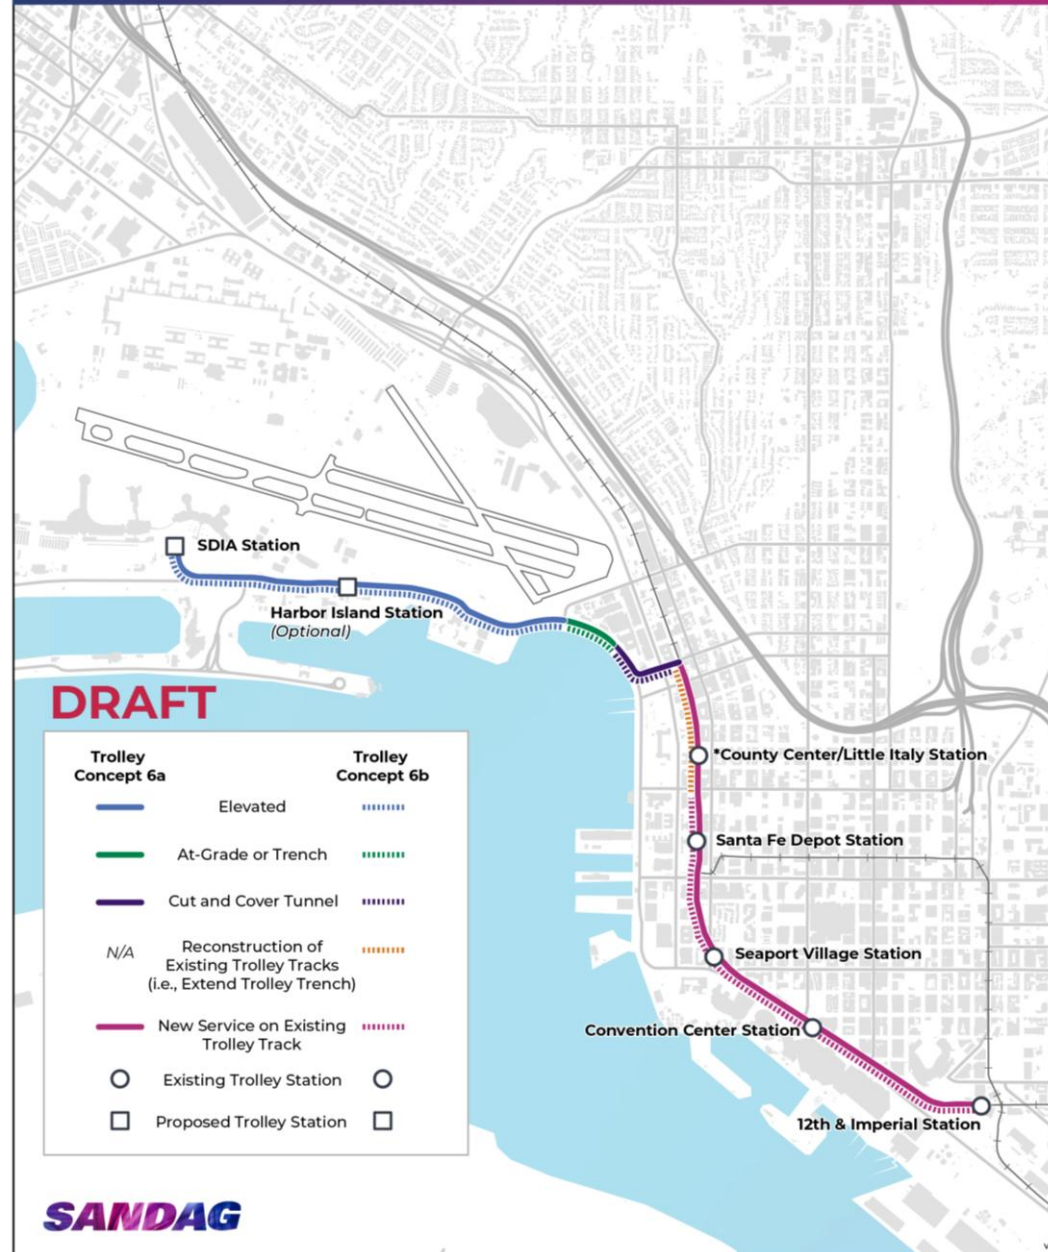 SDIA Station
Harbor Island Station
(Optional)
DRAFT
Trolley
Concept 6a
Trolley
Concept 6b
Elevated
At-Grade or Trench
Cut and Cover Tunnel
N/A
Reconstruction of
Existing Trolley Tracks
(i.e., Extend Trolley Trench)
New Service on Existing
Trolley Track
Existing Trolley Station
Proposed Trolley Station
*County Center/Little Italy Station
Santa Fe Depot Station
Seaport Village Station
Convention Center Station
12th & Imperial Station
SANDAG